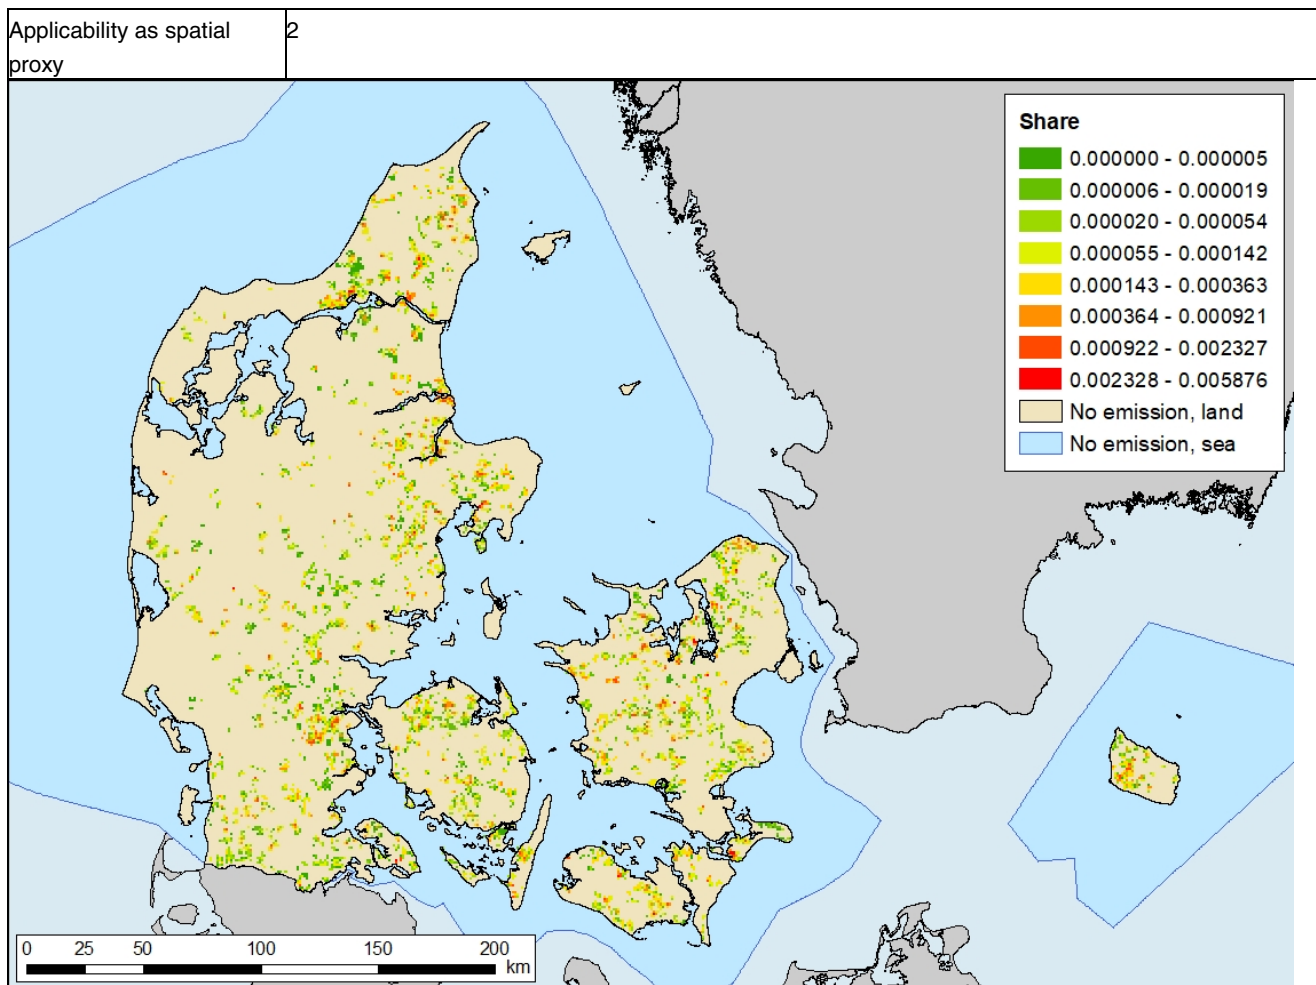 Applicability as spatial 2
proxy
Share
0.000000 - 0.000005
0.000006 - 0.000019
0.000020 - 0.000054
0.000055 - 0.000142
0.000143 - 0.000363
0.000364 - 0.000921
0.000922 - 0.002327
0.002328 - 0.005876
No emission, land
No emission, sea
0 25 50 100 150 200
km